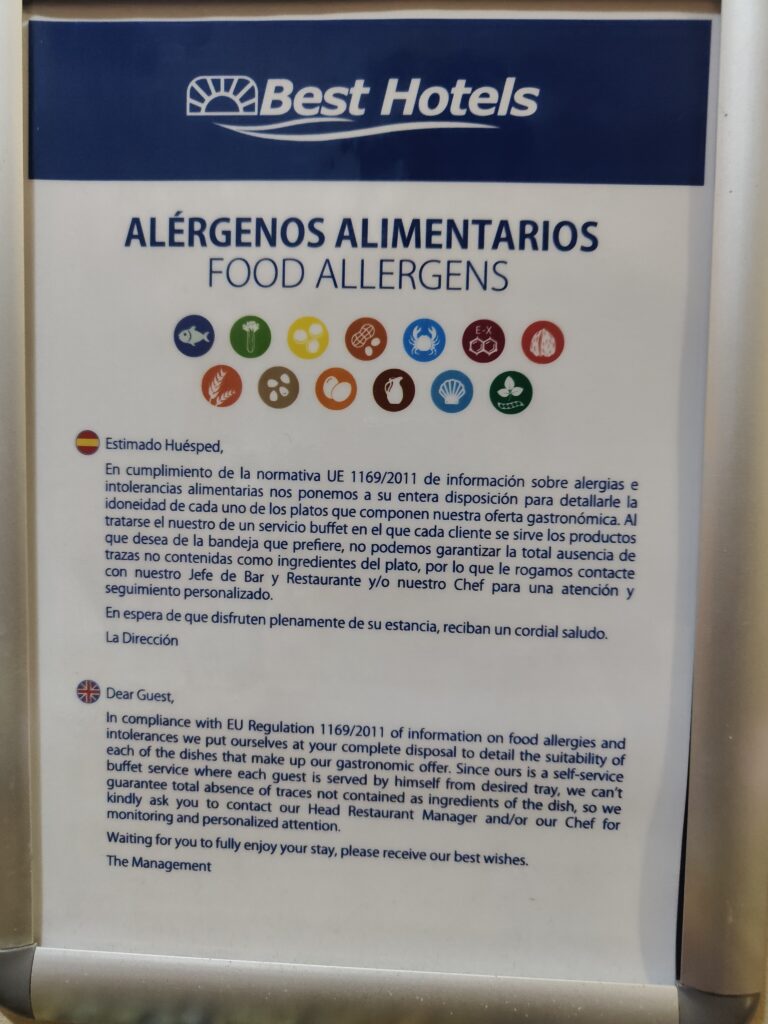 Best Hotels
ALÉRGENOS ALIMENTARIOS
FOOD ALLERGENS
E-X
Estimado Huésped,
En cumplimiento de la normativa UE 1169/2011 de información sobre alergias e
intolerancias alimentarias nos ponemos a su entera disposición para detallarle la
idoneidad de cada uno de los platos que componen nuestra oferta gastronómica. Al
tratarse el nuestro de un servicio buffet en el que cada cliente se sirve los productos
que desea de la bandeja que prefiere, no podemos garantizar la total ausencia de
trazas no contenidas como ingredientes del plato, por lo que le rogamos contacte
con nuestro Jefe de Bar y Restaurante y/o nuestro Chef para una atención y
seguimiento personalizado.
En espera de que disfruten plenamente de su estancia, reciban un cordial saludo.
La Dirección
Dear Guest,
In compliance with EU Regulation 1169/2011 of information on food allergies and
intolerances we put ourselves at your complete disposal to detail the suitability of
each of the dishes that make up our gastronomic offer. Since ours is a self-service
buffet service where each guest is served by himself from desired tray, we can't
guarantee total absence of traces not contained as ingredients of the dish, so we
kindly ask you to contact our Head Restaurant Manager and/or our Chef for
monitoring and personalized attention.
Waiting for you to fully enjoy your stay, please receive our best wishes.
The Management